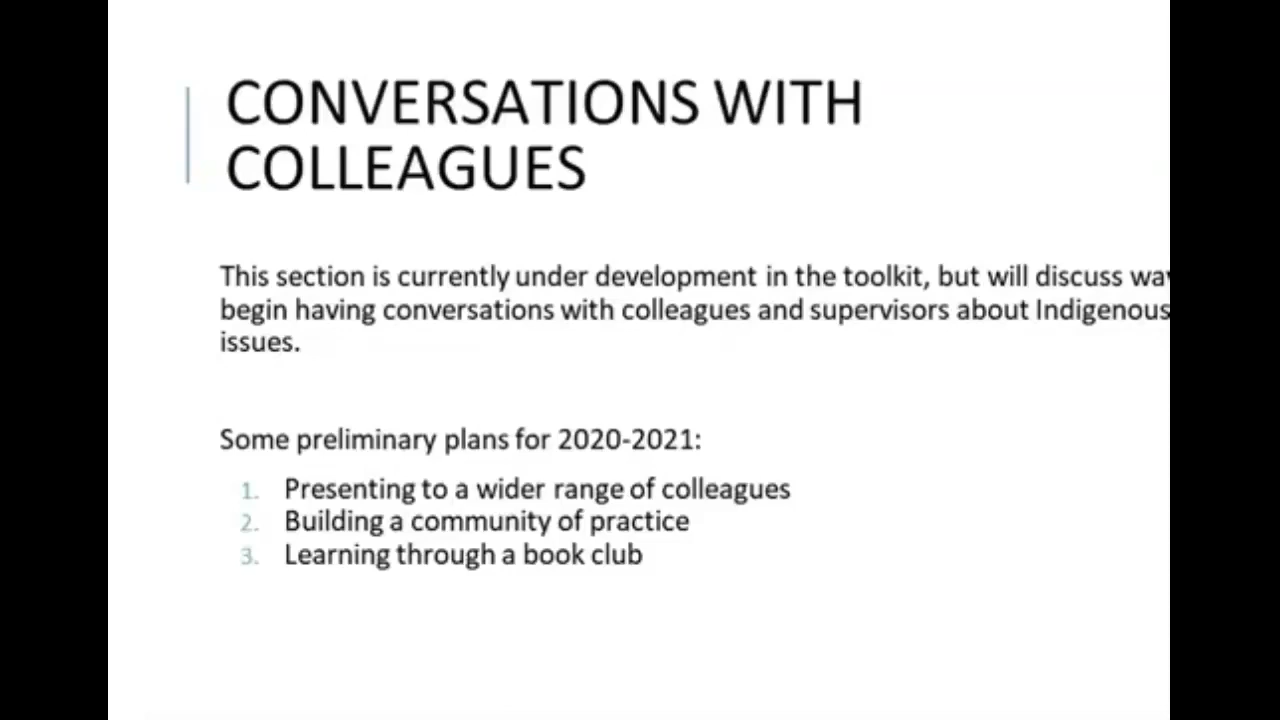 CONVERSATIONS WITH
COLLEAGUES
This section is currently under development in the toolkit, but will discuss
begin having conversations with colleagues and supervisors about Indigenous
issues.
Some preliminary plans for 2020-2021:
1. Presenting to a wider range of colleagues
2. Building a community of practice
3. Learning through a book club